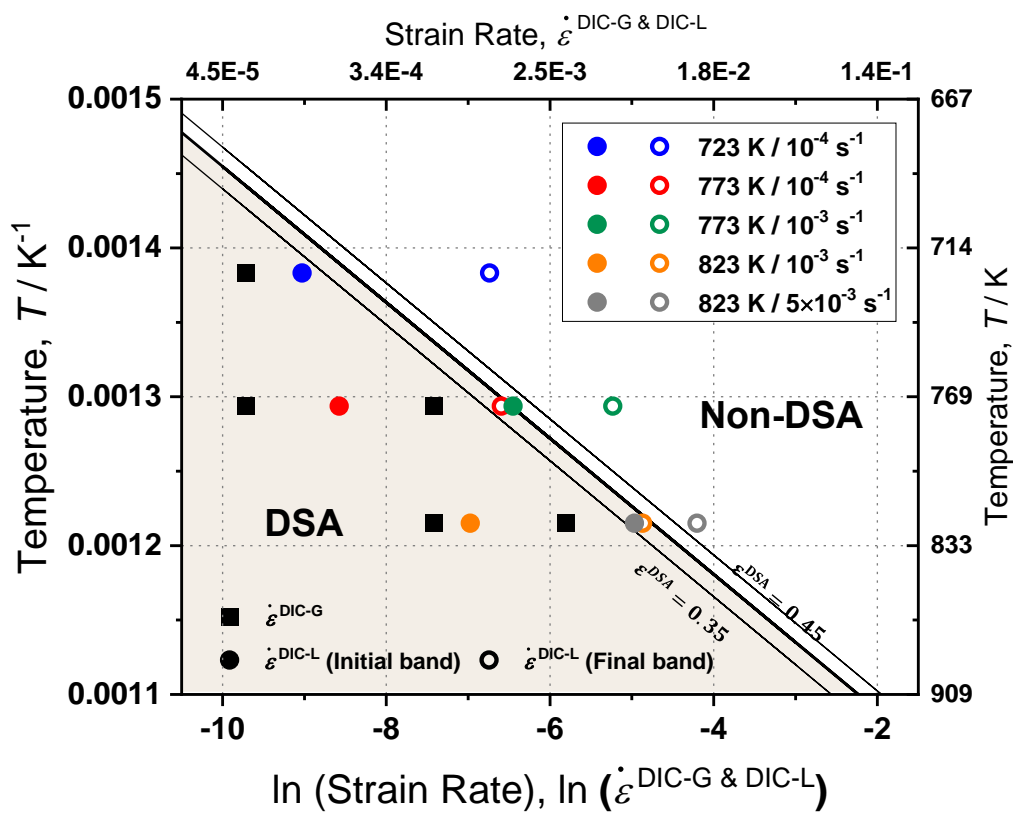 Strain Rate, ε̇ DIC-G & DIC-L
4.5E-5 3.4E-4 2.5E-3 1.8E-2 1.4E-1
0.0015 667
723 K / 10⁻⁴ s⁻¹
773 K / 10⁻⁴ s⁻¹
773 K / 10⁻³ s⁻¹
823 K / 10⁻³ s⁻¹
823 K / 5×10⁻³ s⁻¹
0.0014 714
0.0013 769
Non-DSA
DSA
0.0012 833
ε^DSA = 0.35
ε^DSA = 0.45
ε̇ DIC-G
ε̇ DIC-L (Initial band) ε̇ DIC-L (Final band)
0.0011 909
-10 -8 -6 -4 -2
ln (Strain Rate), ln (ε̇ DIC-G & DIC-L)
Temperature, T / K⁻¹
Temperature, T / K